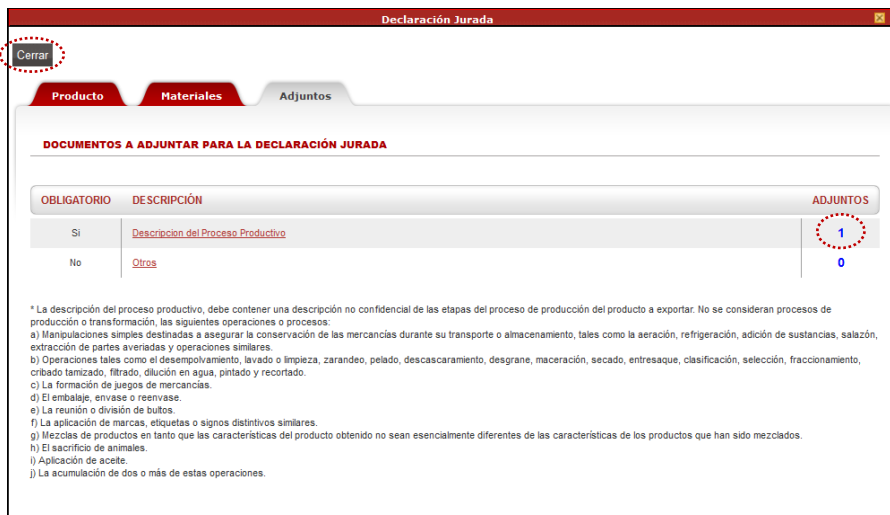 Declaración Jurada
Cerrar
Producto Materiales Adjuntos
DOCUMENTOS A ADJUNTAR PARA LA DECLARACIÓN JURADA
OBLIGATORIO DESCRIPCIÓN ADJUNTOS
Si Descripcion del Proceso Productivo 1
No Otros 0
* La descripción del proceso productivo, debe contener una descripción no confidencial de las etapas del proceso de producción del producto a exportar. No se consideran procesos de
producción o transformación, las siguientes operaciones o procesos:
a) Manipulaciones simples destinadas a asegurar la conservación de las mercancías durante su transporte o almacenamiento, tales como la aeración, refrigeración, adición de sustancias, salazón,
extracción de partes averiadas y operaciones similares.
b) Operaciones tales como el desempolvamiento, lavado o limpieza, zarandeo, pelado, descascaramiento, desgrane, maceración, secado, entresaque, clasificación, selección, fraccionamiento,
cribado tamizado, filtrado, dilución en agua, pintado y recortado.
c) La formación de juegos de mercancías.
d) El embalaje, envase o reenvase.
e) La reunión o división de bultos.
f) La aplicación de marcas, etiquetas o signos distintivos similares.
g) Mezclas de productos en tanto que las características del producto obtenido no sean esencialmente diferentes de las características de los productos que han sido mezclados.
h) El sacrificio de animales.
i) Aplicación de aceite.
j) La acumulación de dos o más de estas operaciones.